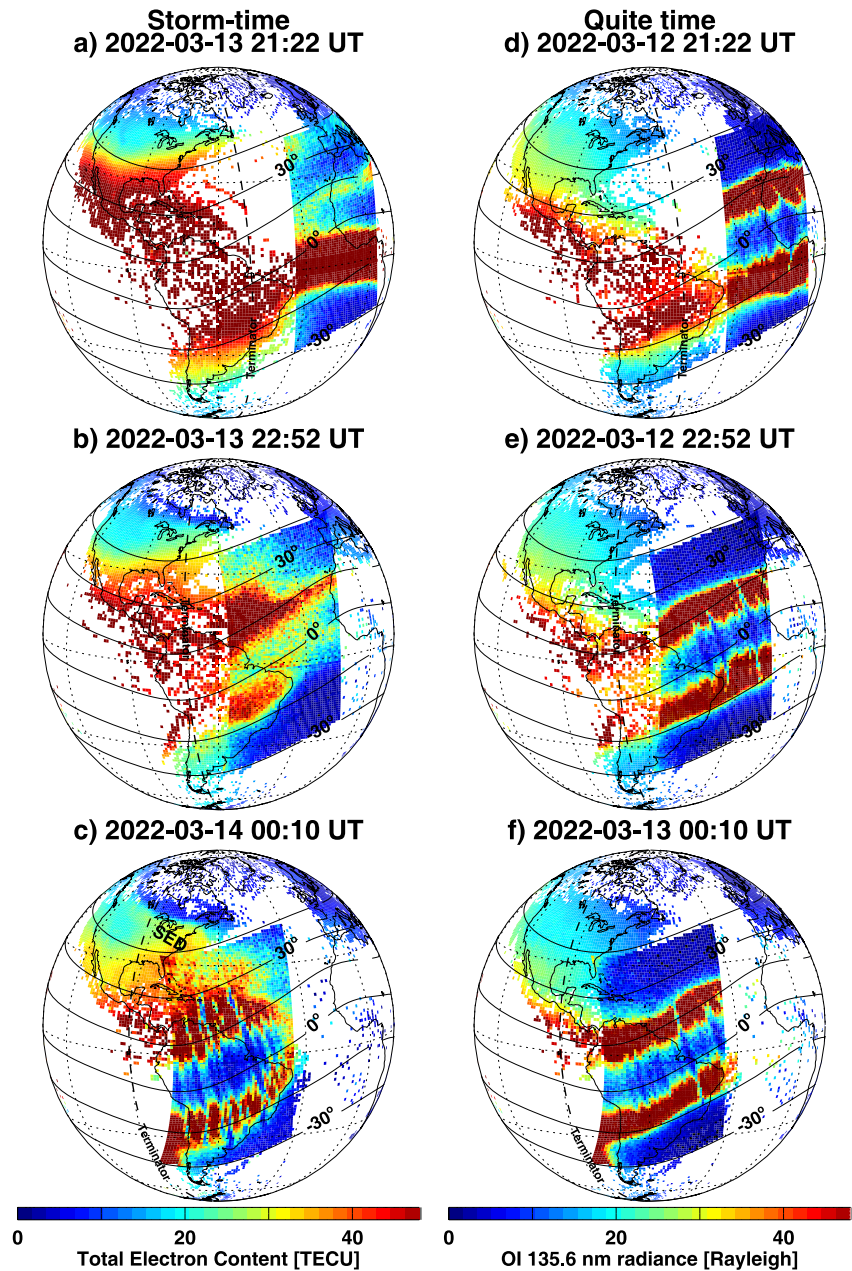 Storm-time
Quite time
a) 2022-03-13 21:22 UT
d) 2022-03-12 21:22 UT
30°
0°
-30°
Terminator
30°
0°
-30°
Terminator
b) 2022-03-13 22:52 UT
e) 2022-03-12 22:52 UT
30°
0°
-30°
Terminator
30°
0°
-30°
Terminator
c) 2022-03-14 00:10 UT
f) 2022-03-13 00:10 UT
SED
30°
0°
-30°
Terminator
30°
0°
-30°
Terminator
0 20 40
0 20 40
Total Electron Content [TECU]
OI 135.6 nm radiance [Rayleigh]